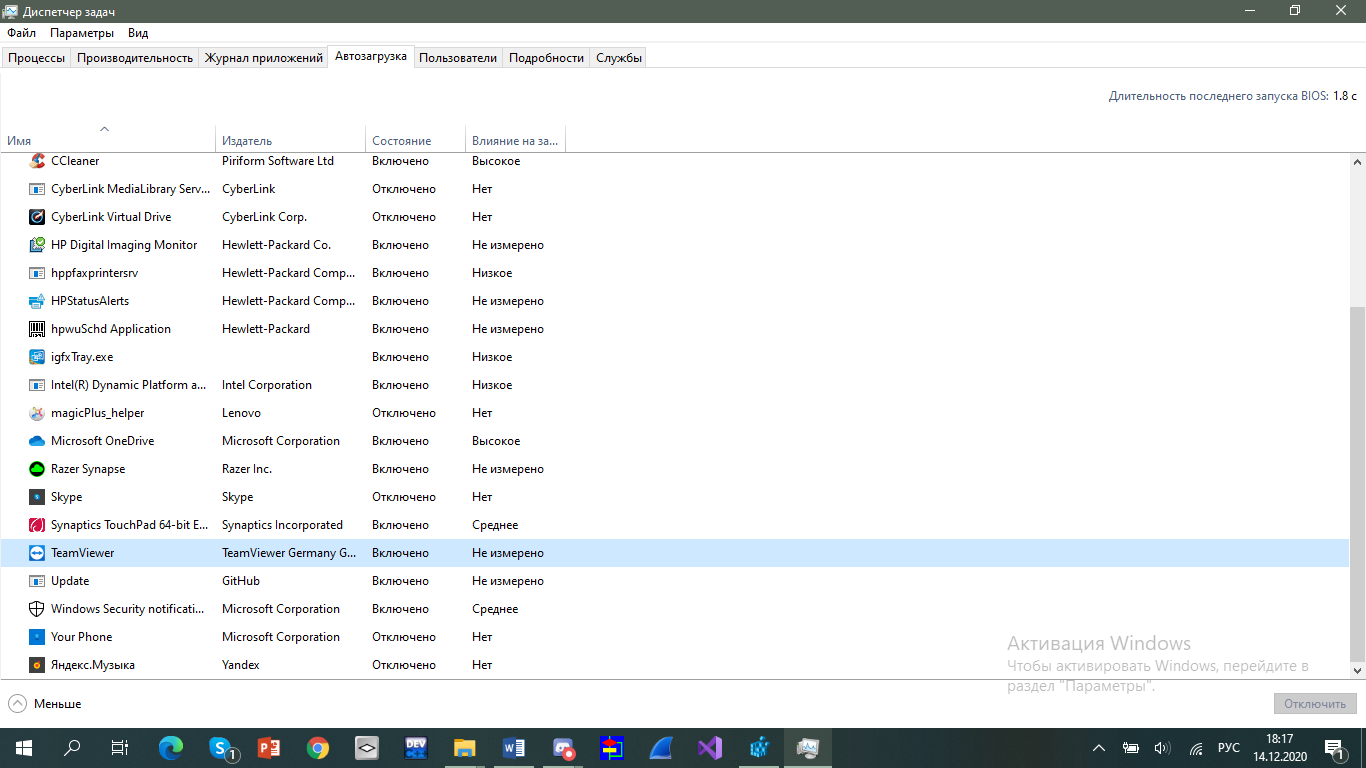 Диспетчер задач
Файл Параметры Вид
Процессы Производительность Журнал приложений Автозагрузка Пользователи Подробности Службы
Длительность последнего запуска BIOS: 1.8 с
Имя Издатель Состояние Влияние на за...
CCleaner Piriform Software Ltd Включено Высокое
CyberLink MediaLibrary Serv... CyberLink Отключено Нет
CyberLink Virtual Drive CyberLink Corp. Отключено Нет
HP Digital Imaging Monitor Hewlett-Packard Co. Включено Не измерено
hppfaxprintersrv Hewlett-Packard Comp... Включено Низкое
HPStatusAlerts Hewlett-Packard Comp... Включено Не измерено
hpwuSchd Application Hewlett-Packard Включено Не измерено
igfxTray.exe Включено Низкое
Intel(R) Dynamic Platform a... Intel Corporation Включено Низкое
magicPlus_helper Lenovo Отключено Нет
Microsoft OneDrive Microsoft Corporation Включено Высокое
Razer Synapse Razer Inc. Включено Не измерено
Skype Skype Отключено Нет
Synaptics TouchPad 64-bit E... Synaptics Incorporated Включено Среднее
TeamViewer TeamViewer Germany G... Включено Не измерено
Update GitHub Включено Не измерено
Windows Security notificati... Microsoft Corporation Включено Среднее
Your Phone Microsoft Corporation Отключено Нет
Яндекс.Музыка Yandex Отключено Нет
Активация Windows
Чтобы активировать Windows, перейдите в
раздел "Параметры".
Меньше Отключить
1 DEV 1 РУС 18:17
14.12.2020